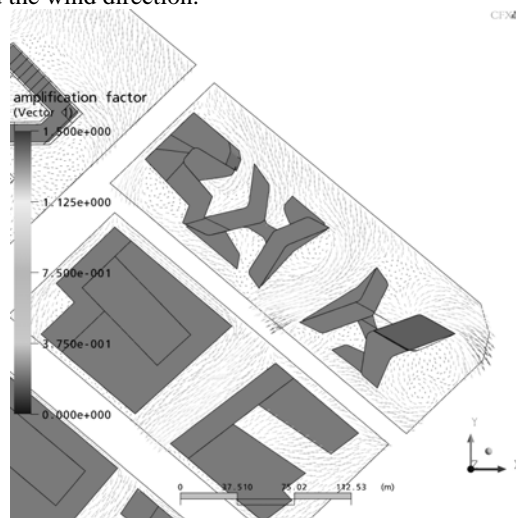 d the wind direction.
CFX
amplification factor
(Vector 1)
1.500e+000
1.125e+000
7.500e-001
3.750e-001
0.000e+000
Y
Z
0 37.510 75.02 112.53 (m)